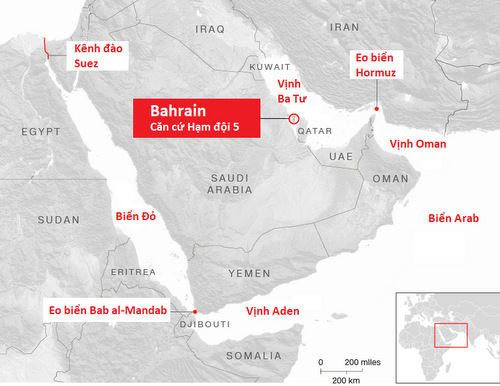 IRAQ
IRAN
Kênh đào
Suez
Eo biển
Hormuz
KUWAIT
Vịnh
Ba Tư
Bahrain
Căn cứ Hạm đội 5
QATAR
EGYPT
UAE
Vịnh Oman
SAUDI
ARABIA
OMAN
SUDAN
Biển Đỏ
Biển Arab
ERITREA
YEMEN
Eo biển Bab al-Mandab
Vịnh Aden
DJIBOUTI
SOMALIA
0 200 miles
200 km